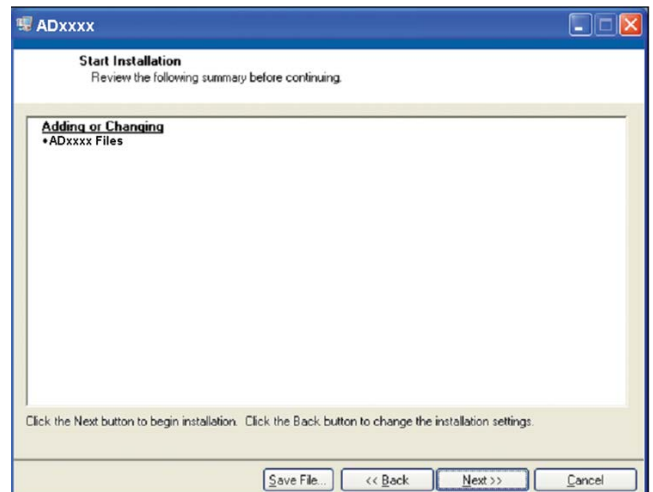 ADxxxx
Start Installation
Review the following summary before continuing.
Adding or Changing
•ADxxxx Files
Click the Next button to begin installation. Click the Back button to change the installation settings.
Save File... << Back Next >> Cancel